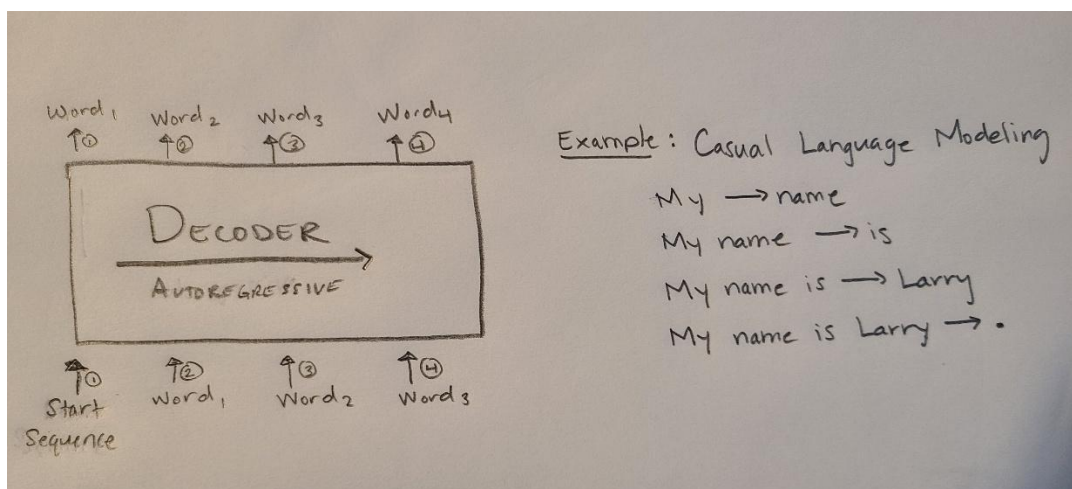 Word₁ Word₂ Word₃ Word₄
↑① ↑② ↑③ ↑④
DECODER
AUTOREGRESSIVE
↑① ↑② ↑③ ↑④
Start Sequence
Word₁ Word₂ Word₃
Example: Casual Language Modeling
My → name
My name → is
My name is → Larry
My name is Larry → .